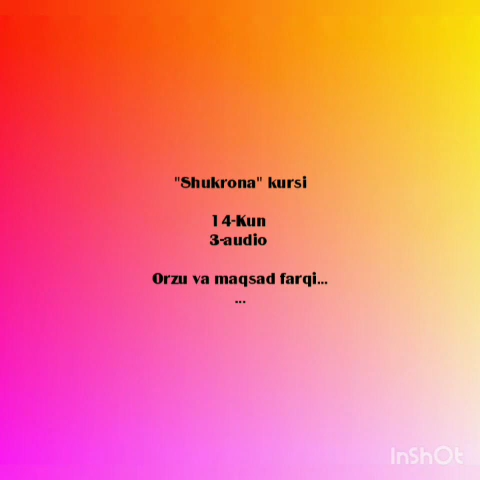 "Shukrona" kursi
14-Kun
3-audio
Orzu va maqsad farqi...
...
InShOt